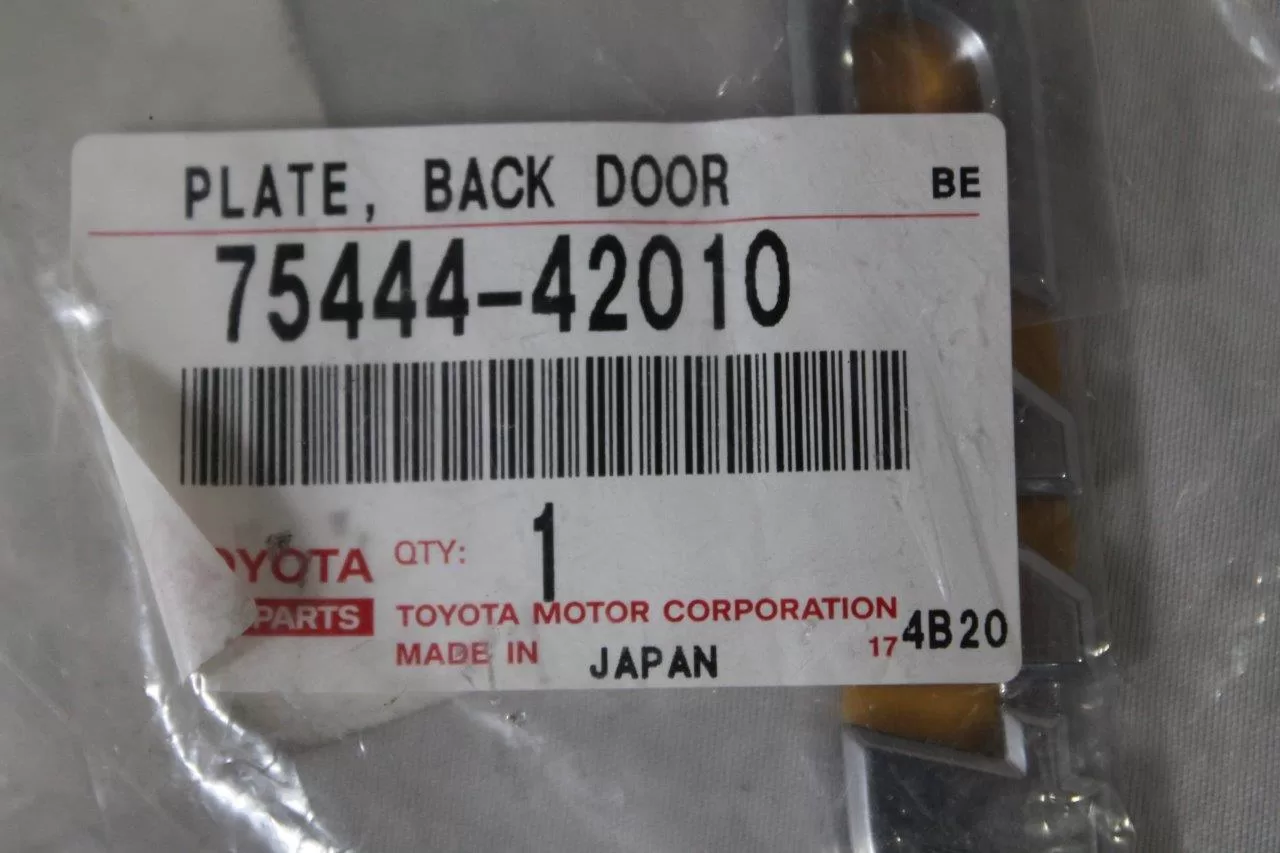 PLATE, BACK DOOR BE
75444-42010
QTY: 1
OYOTA
PARTS
TOYOTA MOTOR CORPORATION
MADE IN JAPAN 17 4B20